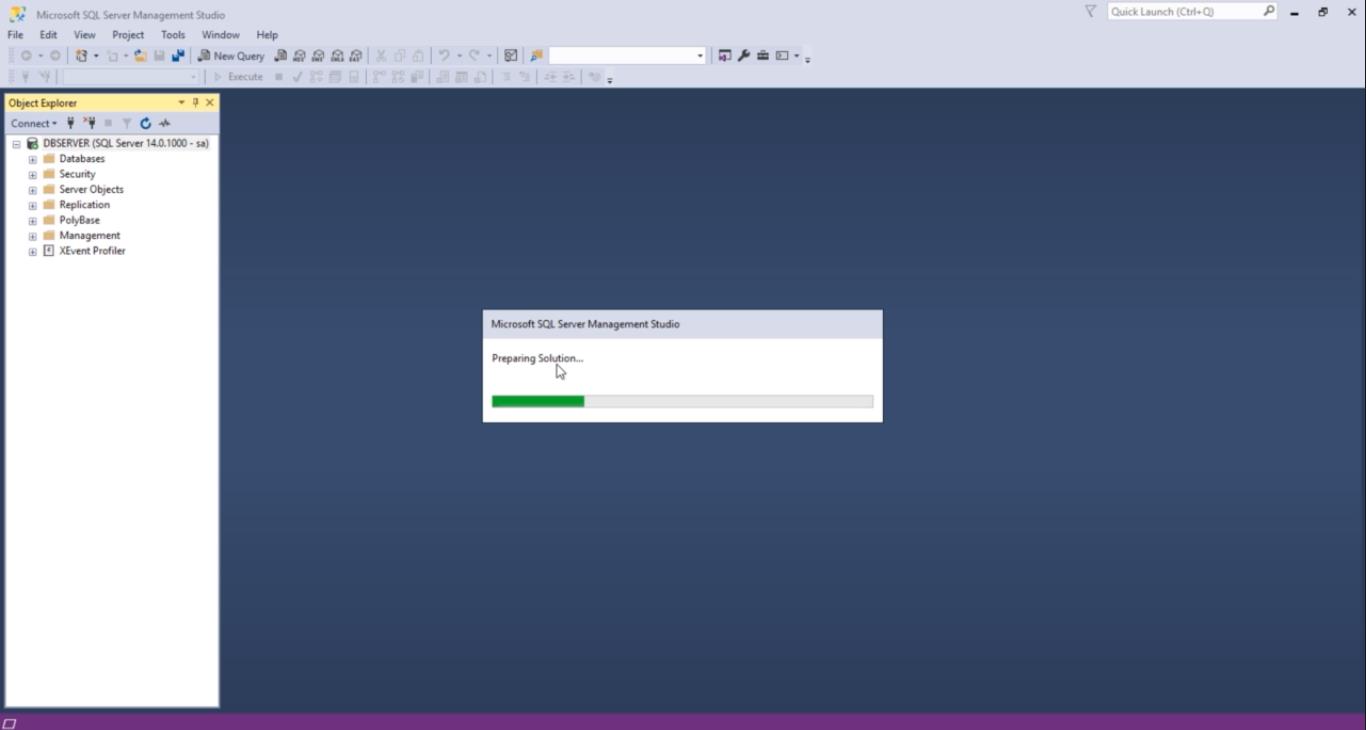 Microsoft SQL Server Management Studio
Quick Launch (Ctrl+Q)
File Edit View Project Tools Window Help
New Query
Execute
Object Explorer
Connect
DBSERVER (SQL Server 14.0.1000 - sa)
Databases
Security
Server Objects
Replication
PolyBase
Management
XEvent Profiler
Microsoft SQL Server Management Studio
Preparing Solution...